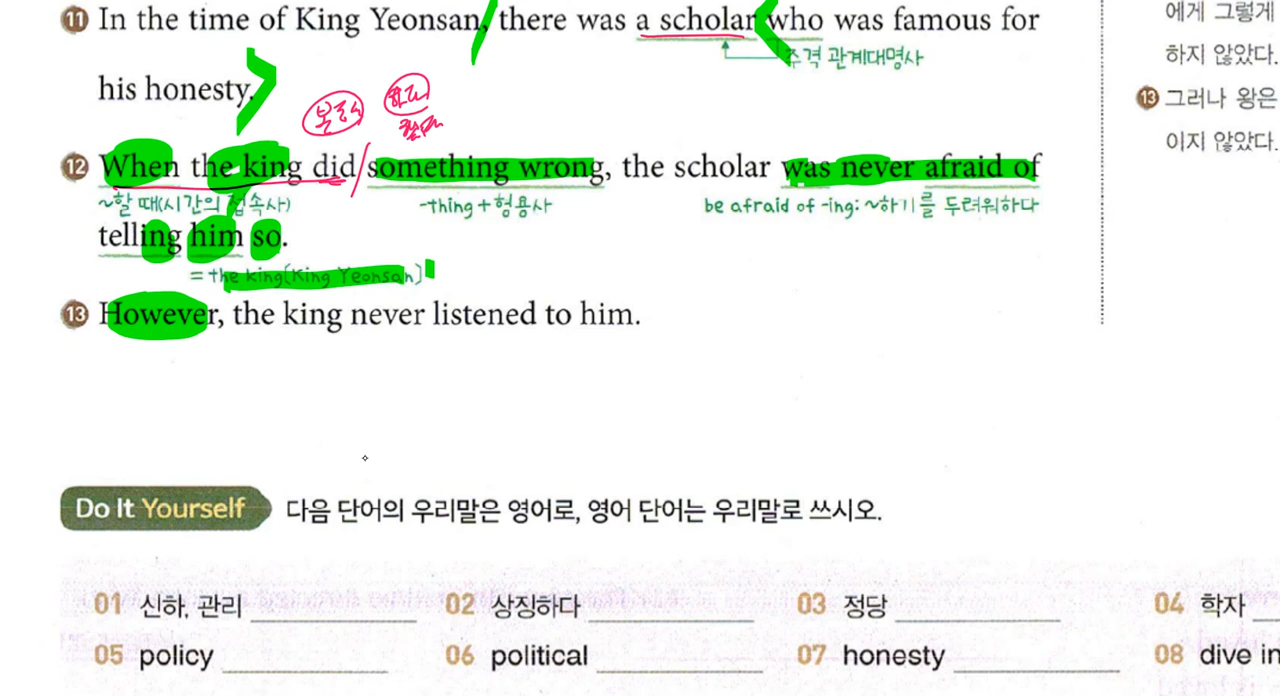 ⑪ In the time of King Yeonsan, there was a scholar who was famous for
주격 관계대명사
his honesty.
⑫ When the king did something wrong, the scholar was never afraid of
~할 때(시간의 접속사) -thing+형용사 be afraid of -ing: ~하기를 두려워하다
telling him so.
= the king(King Yeonsan)
⑬ However, the king never listened to him.
에게 그렇게
하지 않았다.
⑬ 그러나 왕은
이지 않았다.
Do It Yourself 다음 단어의 우리말은 영어로, 영어 단어는 우리말로 쓰시오.
01 신하, 관리 02 상징하다 03 정당 04 학자
05 policy 06 political 07 honesty 08 dive in